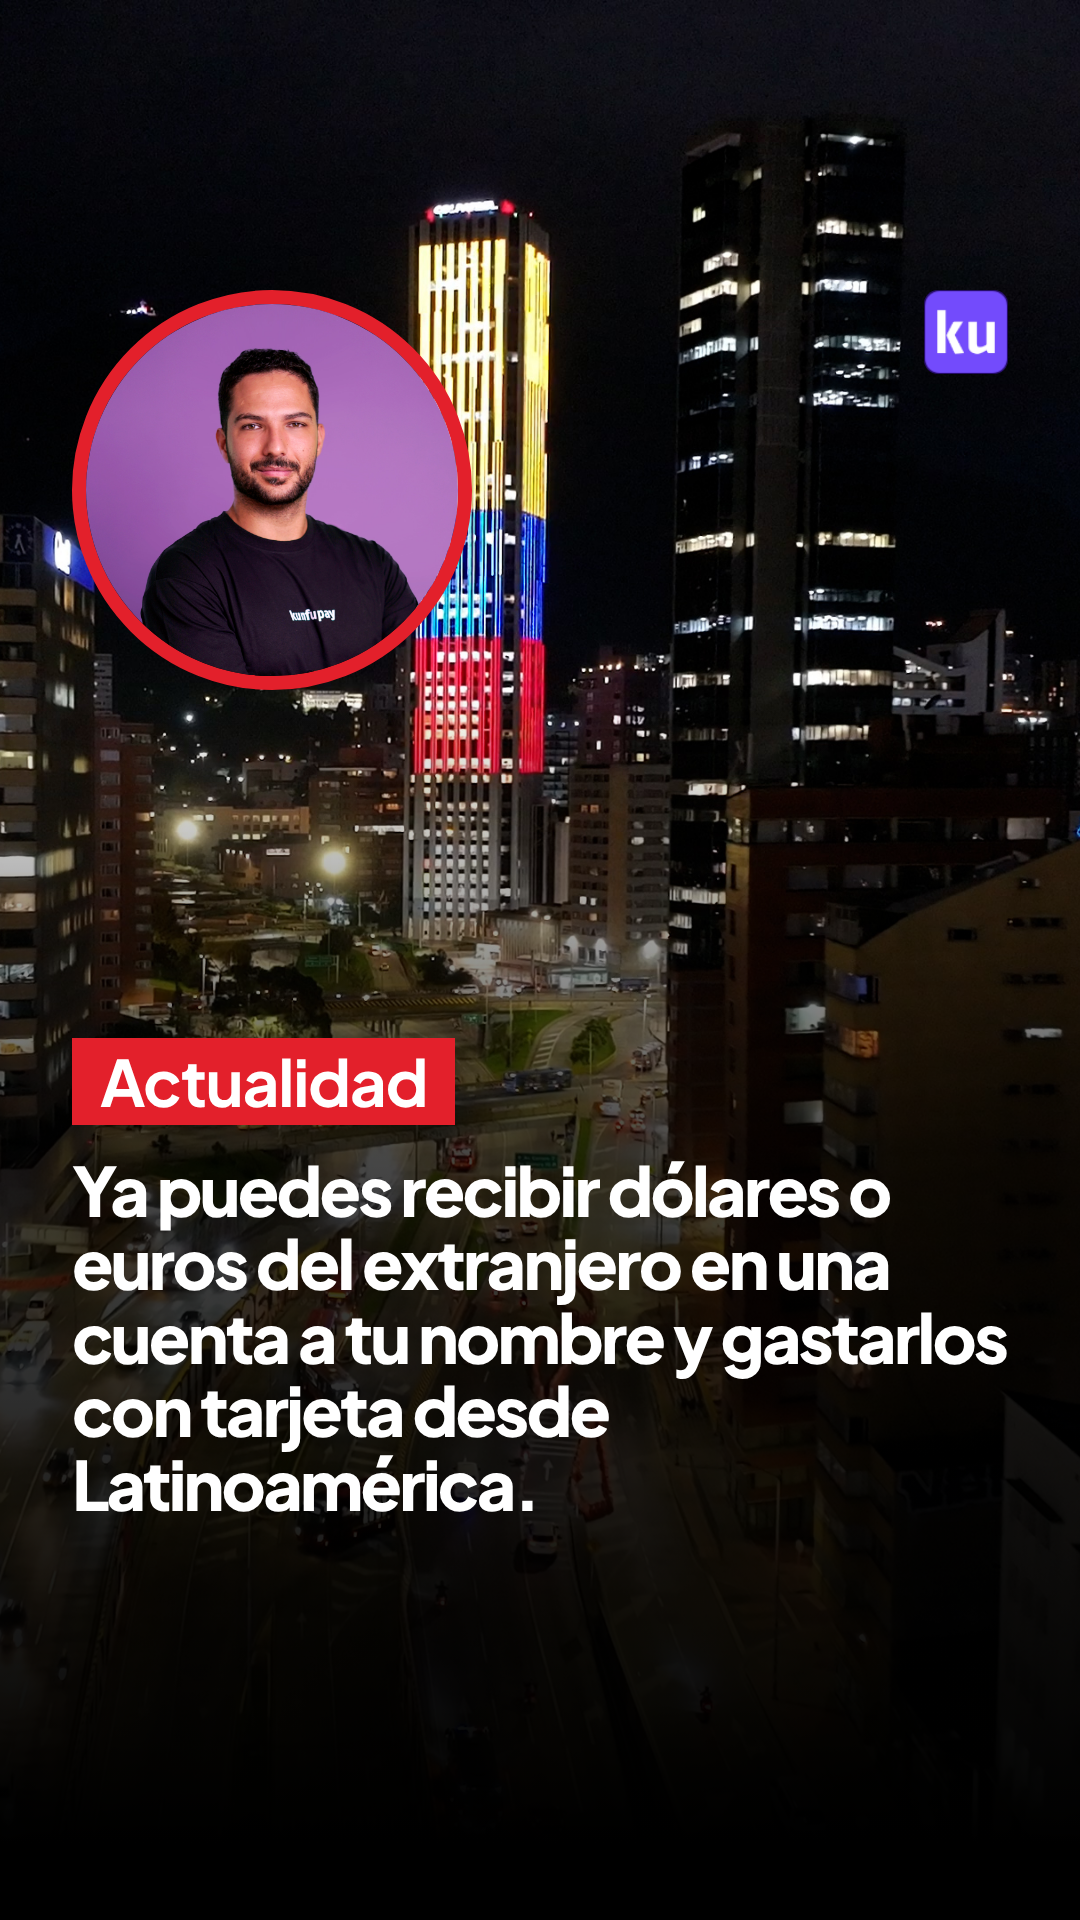 COLPATRIA
ku
kunfupay
Actualidad
Ya puedes recibir dólares o
euros del extranjero en una
cuenta a tu nombre y gastarlos
con tarjeta desde
Latinoamérica.